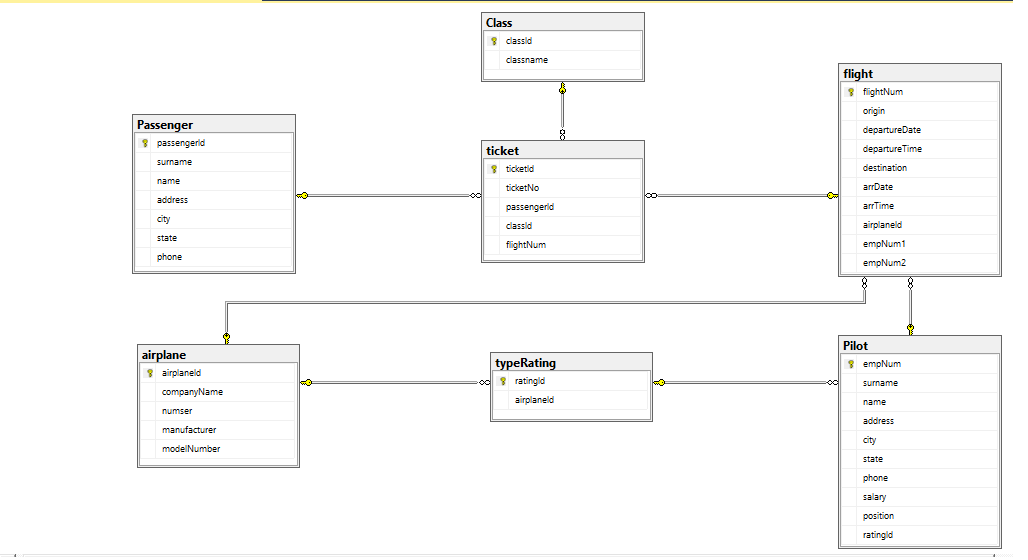 Class
classId
classname
flight
flightNum
origin
departureDate
departureTime
destination
arrDate
arrTime
airplaneId
empNum1
empNum2
Passenger
passengerId
surname
name
address
city
state
phone
ticket
ticketId
ticketNo
passengerId
classId
flightNum
airplane
airplaneId
companyName
numser
manufacturer
modelNumber
typeRating
ratingId
airplaneId
Pilot
empNum
surname
name
address
city
state
phone
salary
position
ratingId